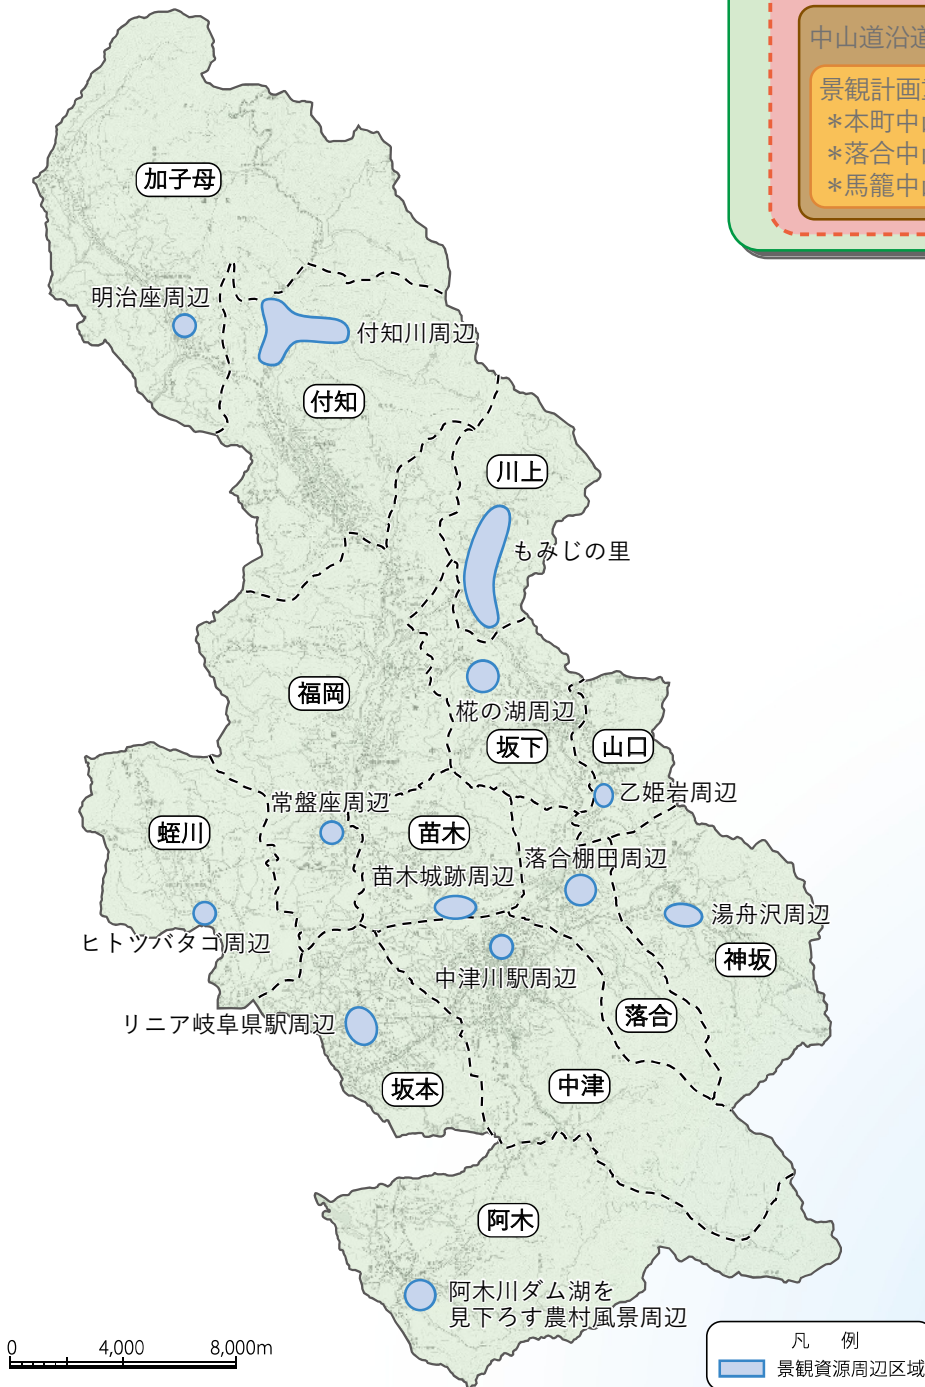 中山道沿道
景観計画
＊本町中山
＊落合中山
＊馬籠中山
加子母
明治座周辺
付知川周辺
付知
川上
もみじの里
福岡
椛の湖周辺
坂下
山口
乙姫岩周辺
常盤座周辺
蛭川
苗木
落合棚田周辺
苗木城跡周辺
湯舟沢周辺
ヒトツバタゴ周辺
神坂
中津川駅周辺
リニア岐阜県駅周辺
落合
坂本
中津
阿木
阿木川ダム湖を
見下ろす農村風景周辺
0 4,000 8,000m
凡 例
景観資源周辺区域